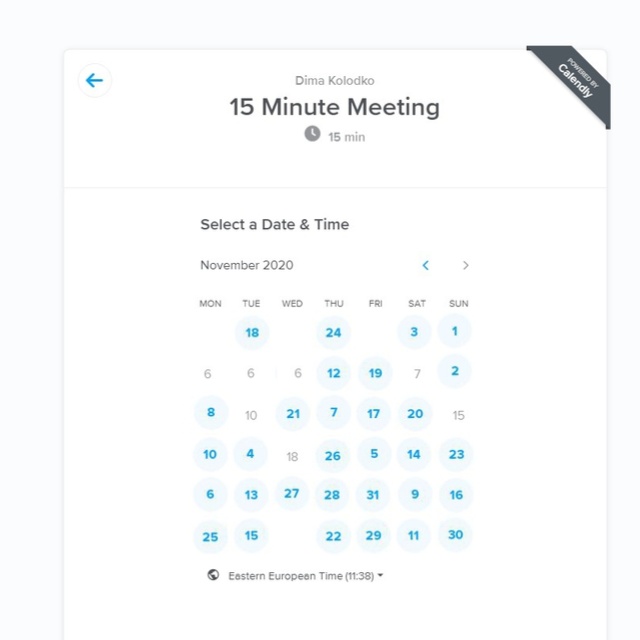 POWERED BY
Calendly
Dima Kolodko
15 Minute Meeting
15 min
Select a Date & Time
November 2020
MON TUE WED THU FRI SAT SUN
18 24 3 1
6 6 6 12 19 7 2
8 10 21 7 17 20 15
10 4 18 26 5 14 23
6 13 27 28 31 9 16
25 15 22 29 11 30
Eastern European Time (11:38)